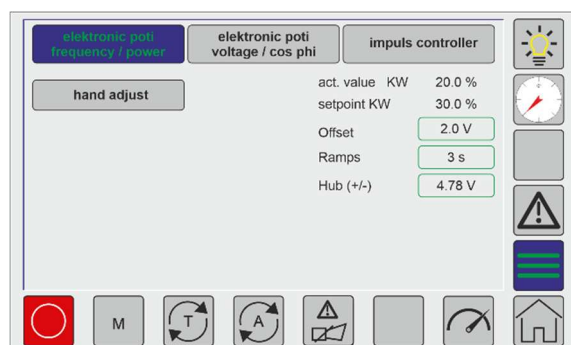 elektronic poti
frequency / power
elektronic poti
voltage / cos phi
impuls controller
hand adjust
act. value KW 20.0 %
setpoint KW 30.0 %
Offset 2.0 V
Ramps 3 s
Hub (+/-) 4.78 V
M
T
A